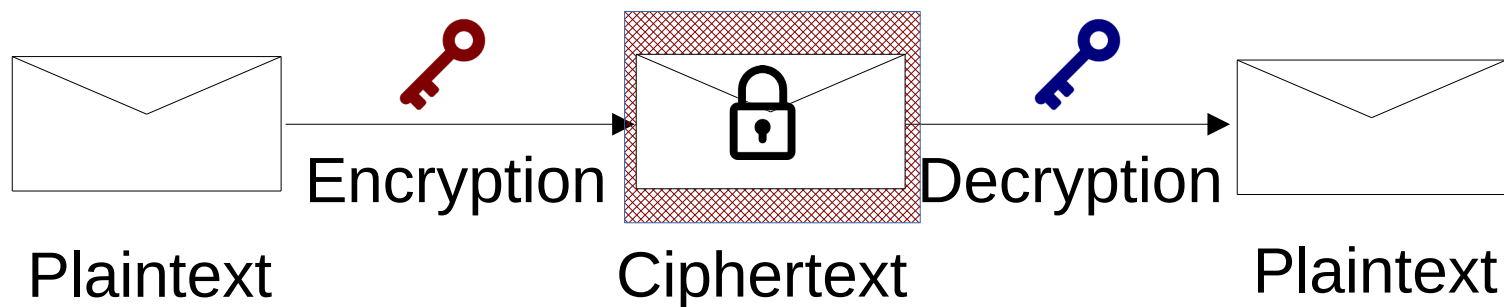 Encryption
Decryption
Plaintext
Ciphertext
Plaintext